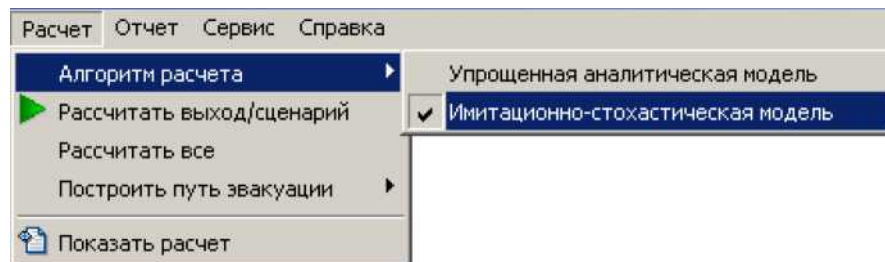 Расчет Отчет Сервис Справка
Алгоритм расчета
Упрощенная аналитическая модель
Рассчитать выход/сценарий
Имитационно-стохастическая модель
Рассчитать все
Построить путь эвакуации
Показать расчет